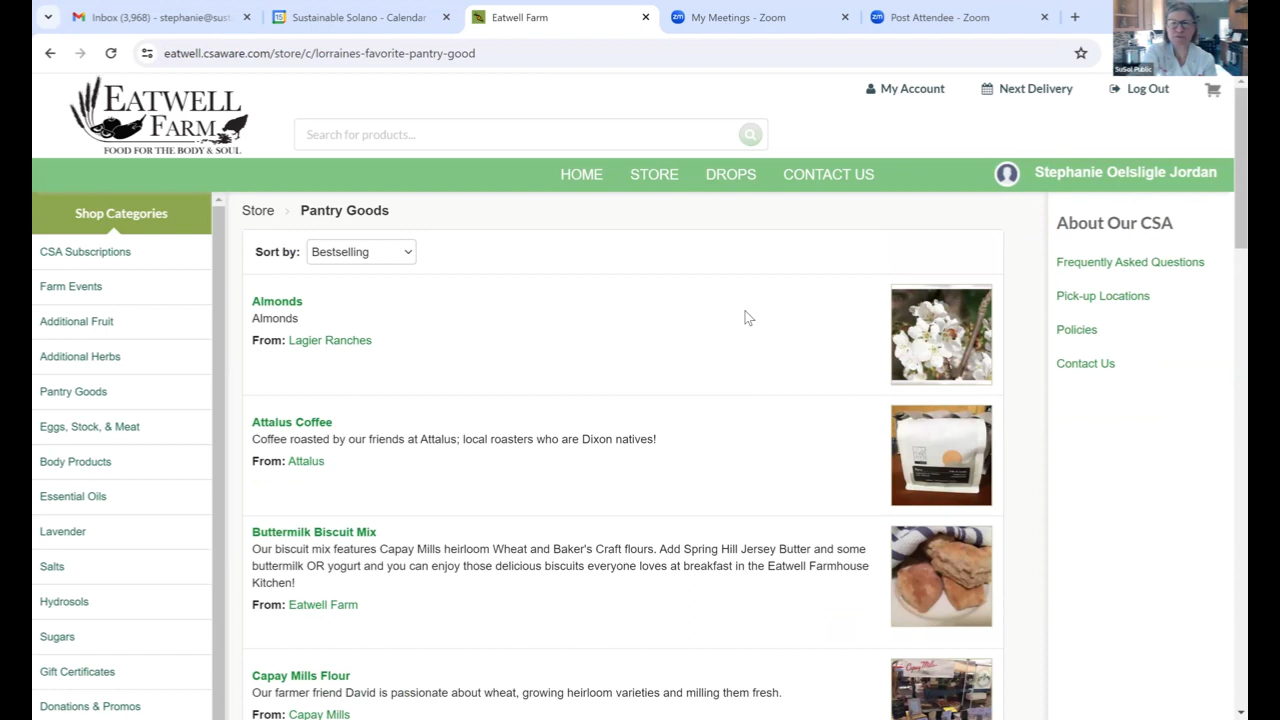 Inbox (3,968) - stephanie@sust
Sustainable Solano - Calendar
Eatwell Farm
My Meetings - Zoom
Post Attendee - Zoom
eatwell.csaware.com/store/c/lorraines-favorite-pantry-good
SuSol Public
EATWELL
FARM
FOOD FOR THE BODY & SOUL
Search for products...
My Account
Next Delivery
Log Out
HOME STORE DROPS CONTACT US
Stephanie Oelsligle Jordan
Shop Categories
CSA Subscriptions
Farm Events
Additional Fruit
Additional Herbs
Pantry Goods
Eggs, Stock, & Meat
Body Products
Essential Oils
Lavender
Salts
Hydrosols
Sugars
Gift Certificates
Donations & Promos
Store › Pantry Goods
Sort by: Bestselling
Almonds
Almonds
From: Lagier Ranches
Attalus Coffee
Coffee roasted by our friends at Attalus; local roasters who are Dixon natives!
From: Attalus
Buttermilk Biscuit Mix
Our biscuit mix features Capay Mills heirloom Wheat and Baker's Craft flours. Add Spring Hill Jersey Butter and some
buttermilk OR yogurt and you can enjoy those delicious biscuits everyone loves at breakfast in the Eatwell Farmhouse
Kitchen!
From: Eatwell Farm
Capay Mills Flour
Our farmer friend David is passionate about wheat, growing heirloom varieties and milling them fresh.
From: Capay Mills
Capay Mills
About Our CSA
Frequently Asked Questions
Pick-up Locations
Policies
Contact Us